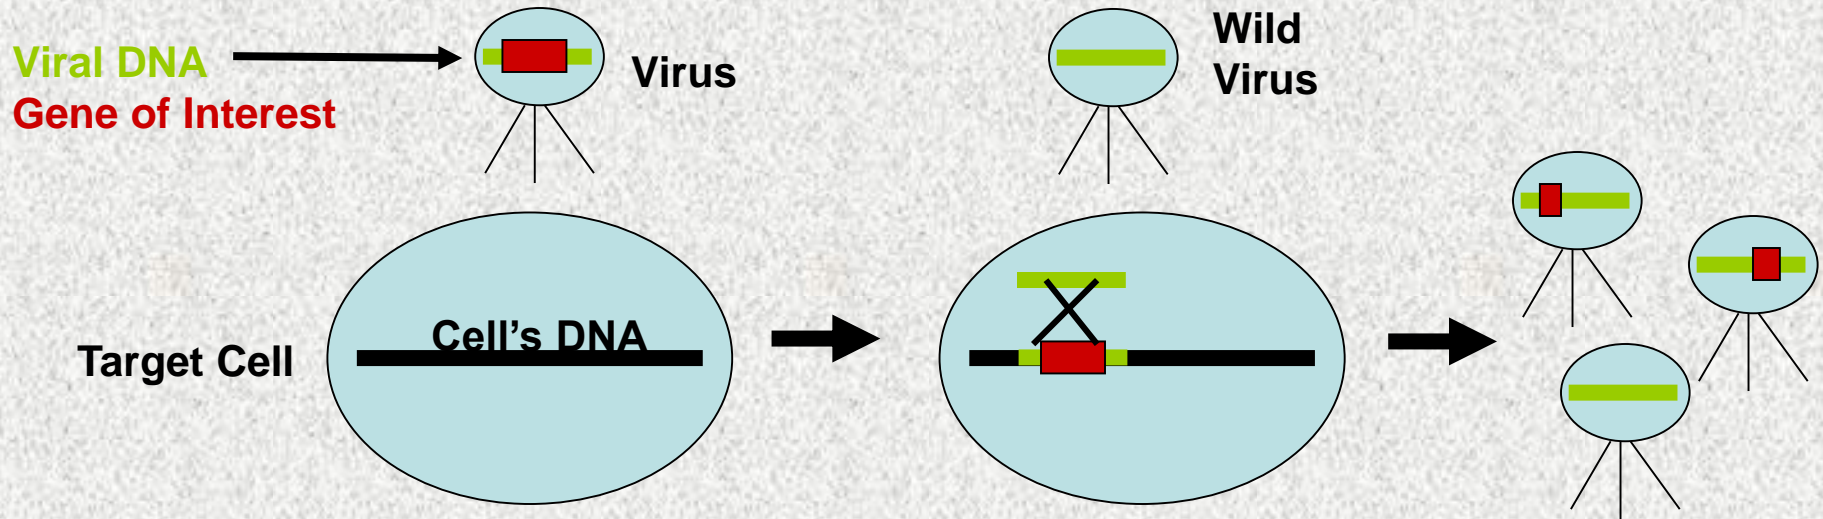 Viral DNA
Gene of Interest
Virus
Wild
Virus
Target Cell
Cell's DNA